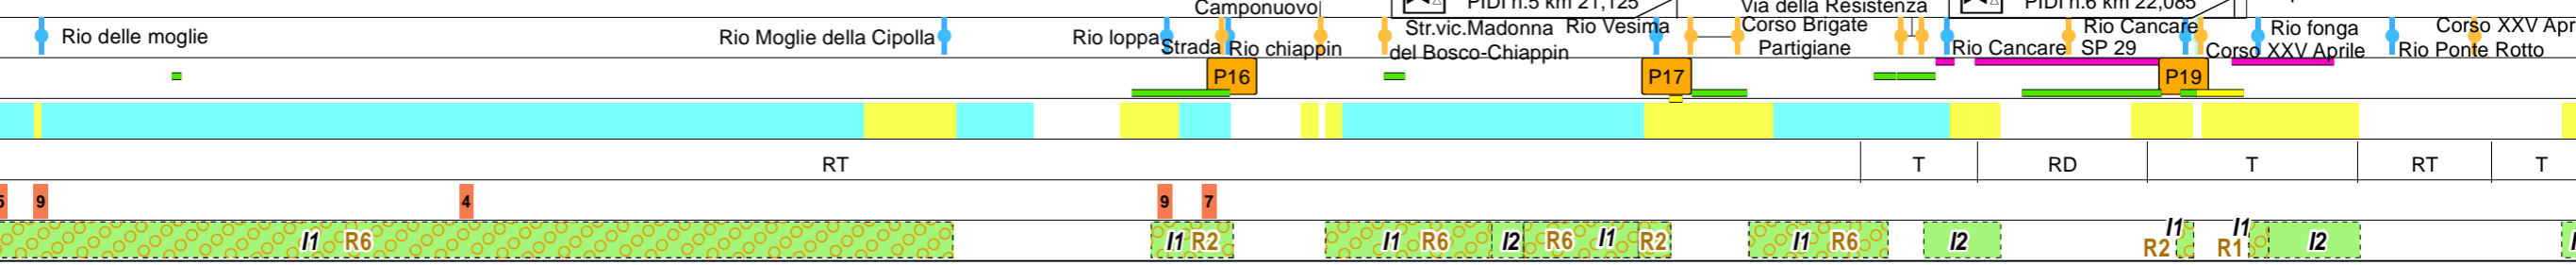 Camponuovo
PIDI n.5 km 21,125
Via della Resistenza
PIDI n.6 km 22,085
Rio delle moglie
Rio Moglie della Cipolla
Rio loppa
Strada
Rio chiappin
Str.vic.Madonna
del Bosco-Chiappin
Rio Vesima
Corso Brigate
Partigiane
Rio Cancare
Rio Cancare
SP 29
Corso XXV Aprile
Rio fonga
Rio Ponte Rotto
Corso XXV Apr
P16
P17
P19
RT
T
RD
T
RT
T
5
9
4
9
7
I1 R6
I1 R2
I1 R6
I2
R6 I1
R2
I1 R6
I2
I1
R2
I1
R1
I2